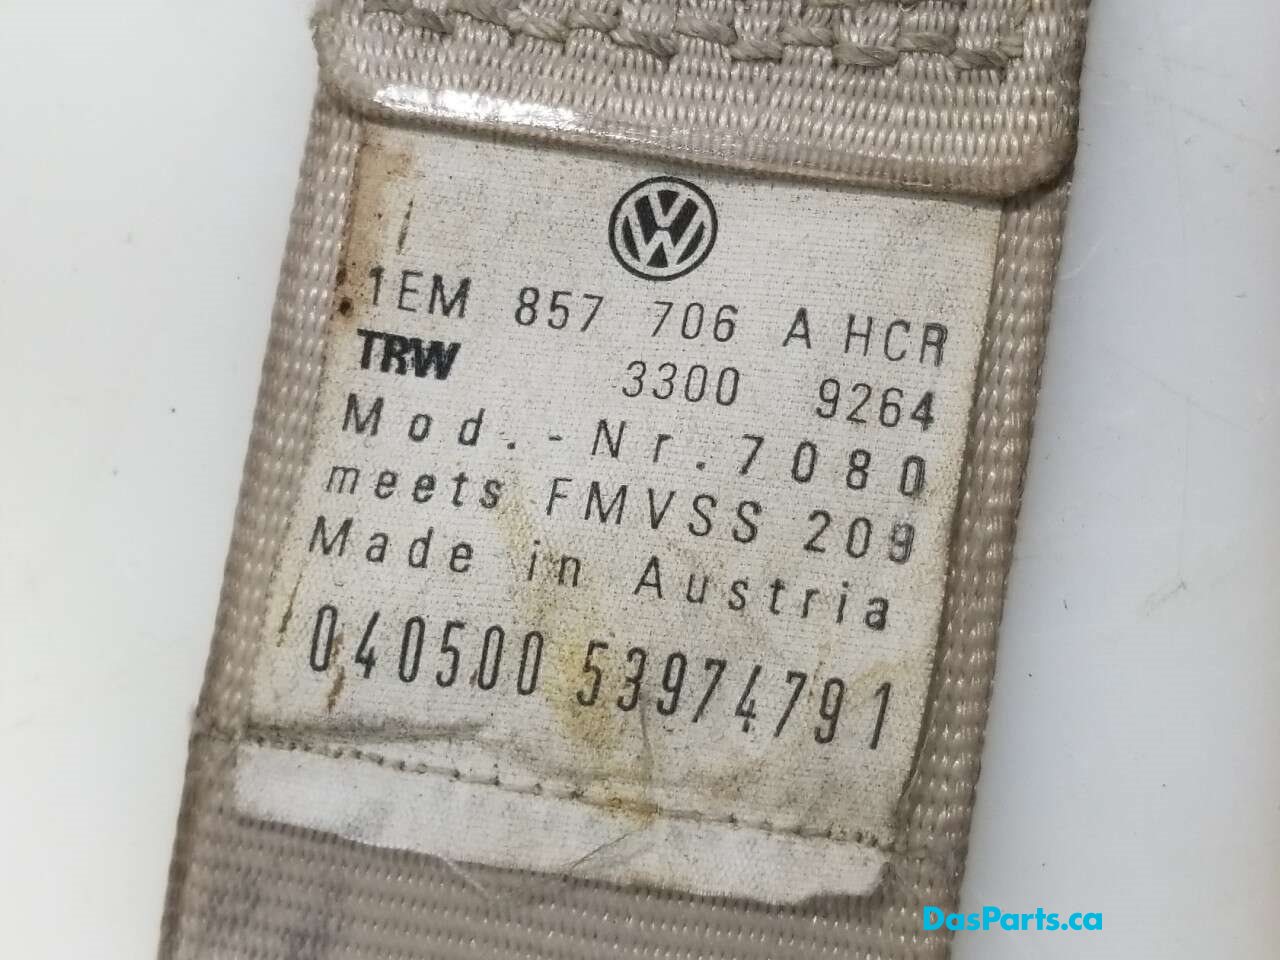 VW
1EM 857 706 A HCR
TRW 3300 9264
Mod.-Nr.7080
meets FMVSS 209
Made in Austria
040500 53974791
DasParts.ca